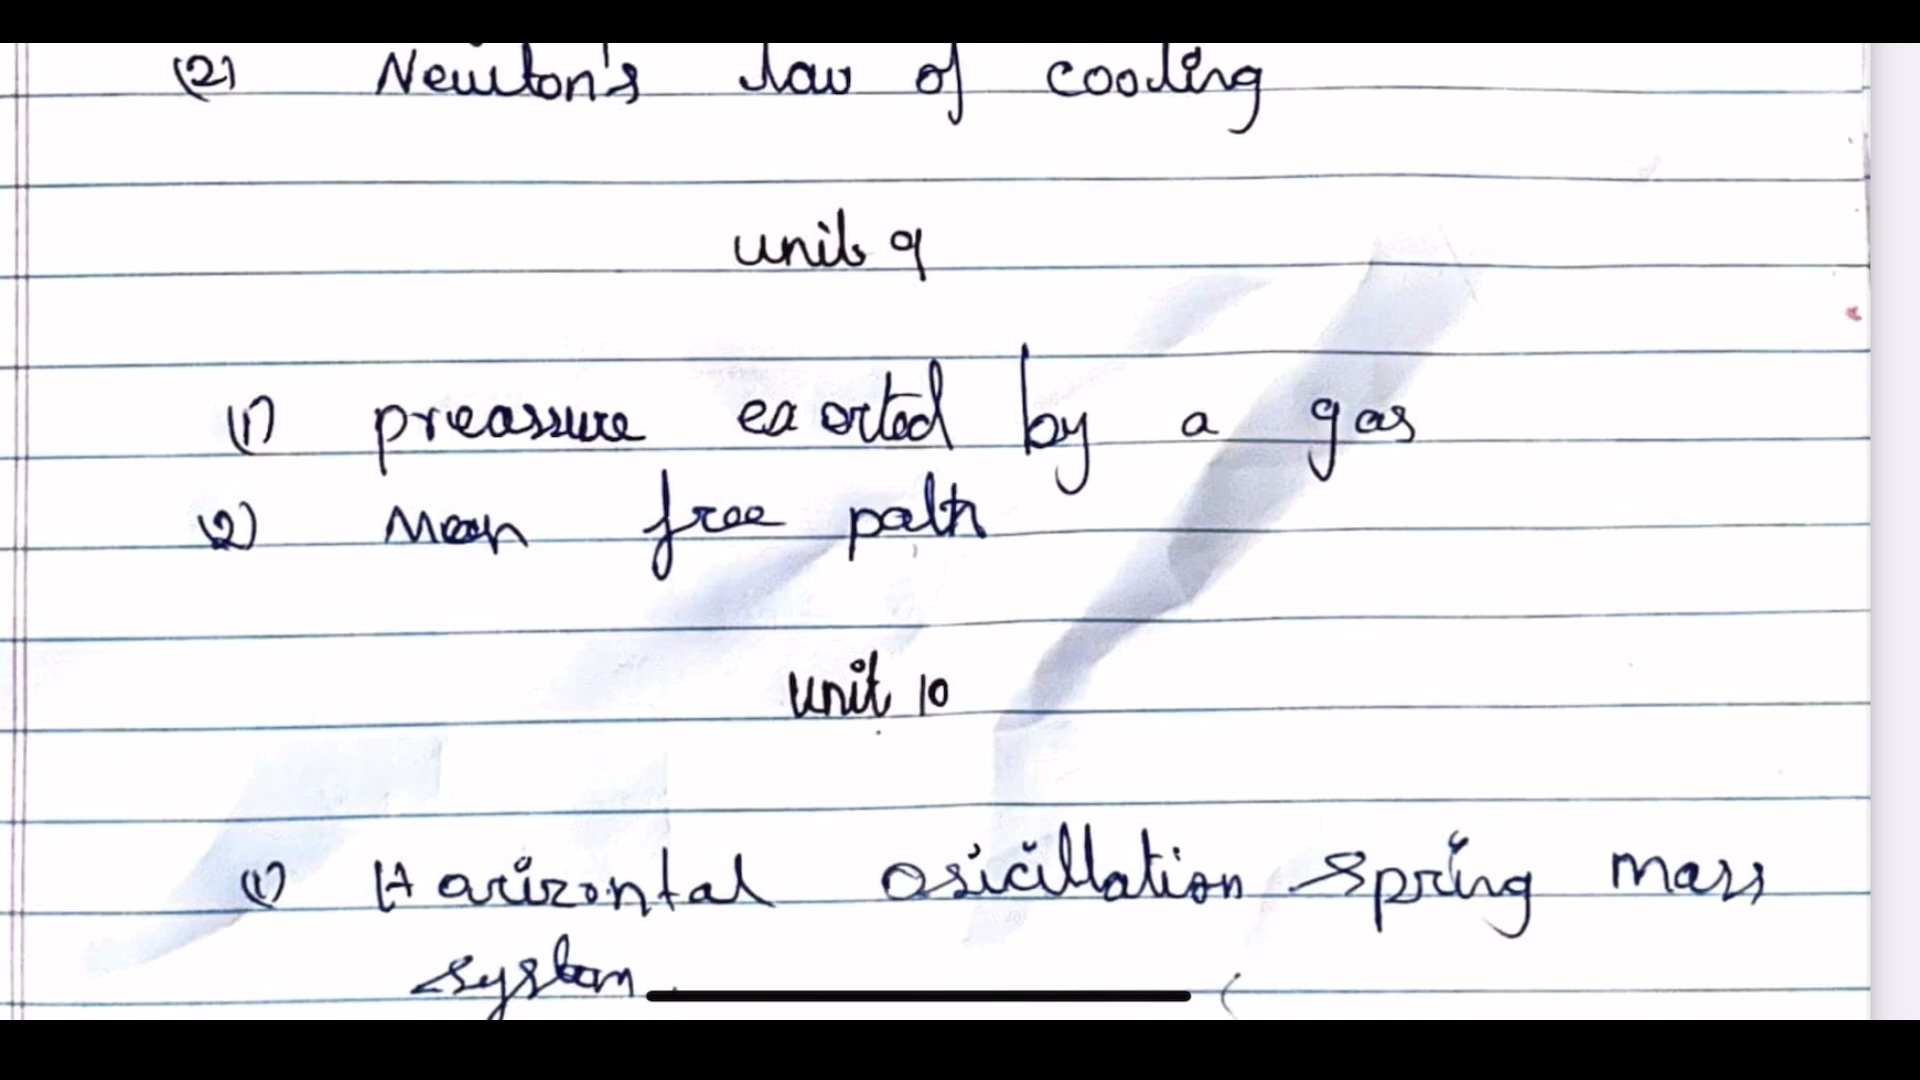 (2) Newton's law of cooling
unit 9
(1) preassure exorted by a gas
(2) Mean free path
unit 10
(1) Horizontal osicillation spring mass
system